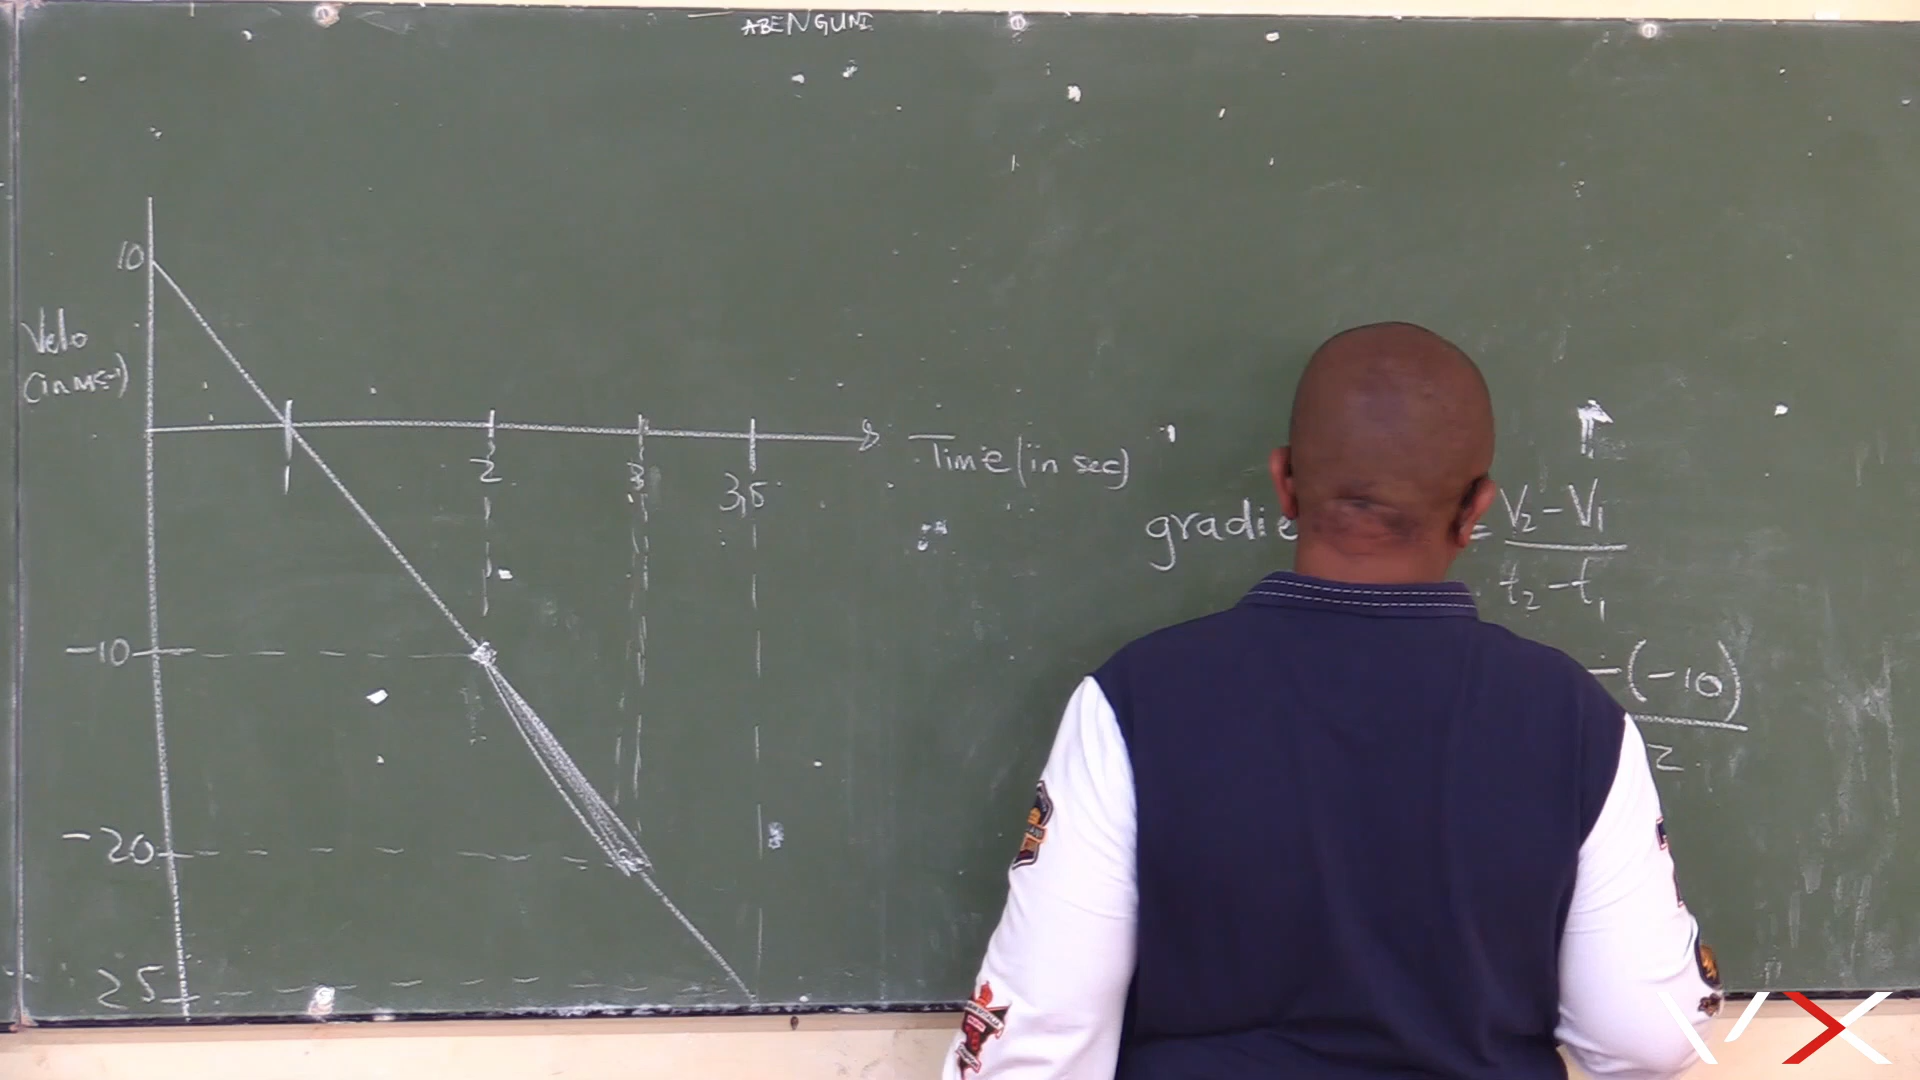 ABENGUNI
10
Velo
(in ms-1)
1
2
3
3,5
Time (in sec)
-10
-20
25
gradie = V2 - V1
t2 - t1
- (-10)
2
VX